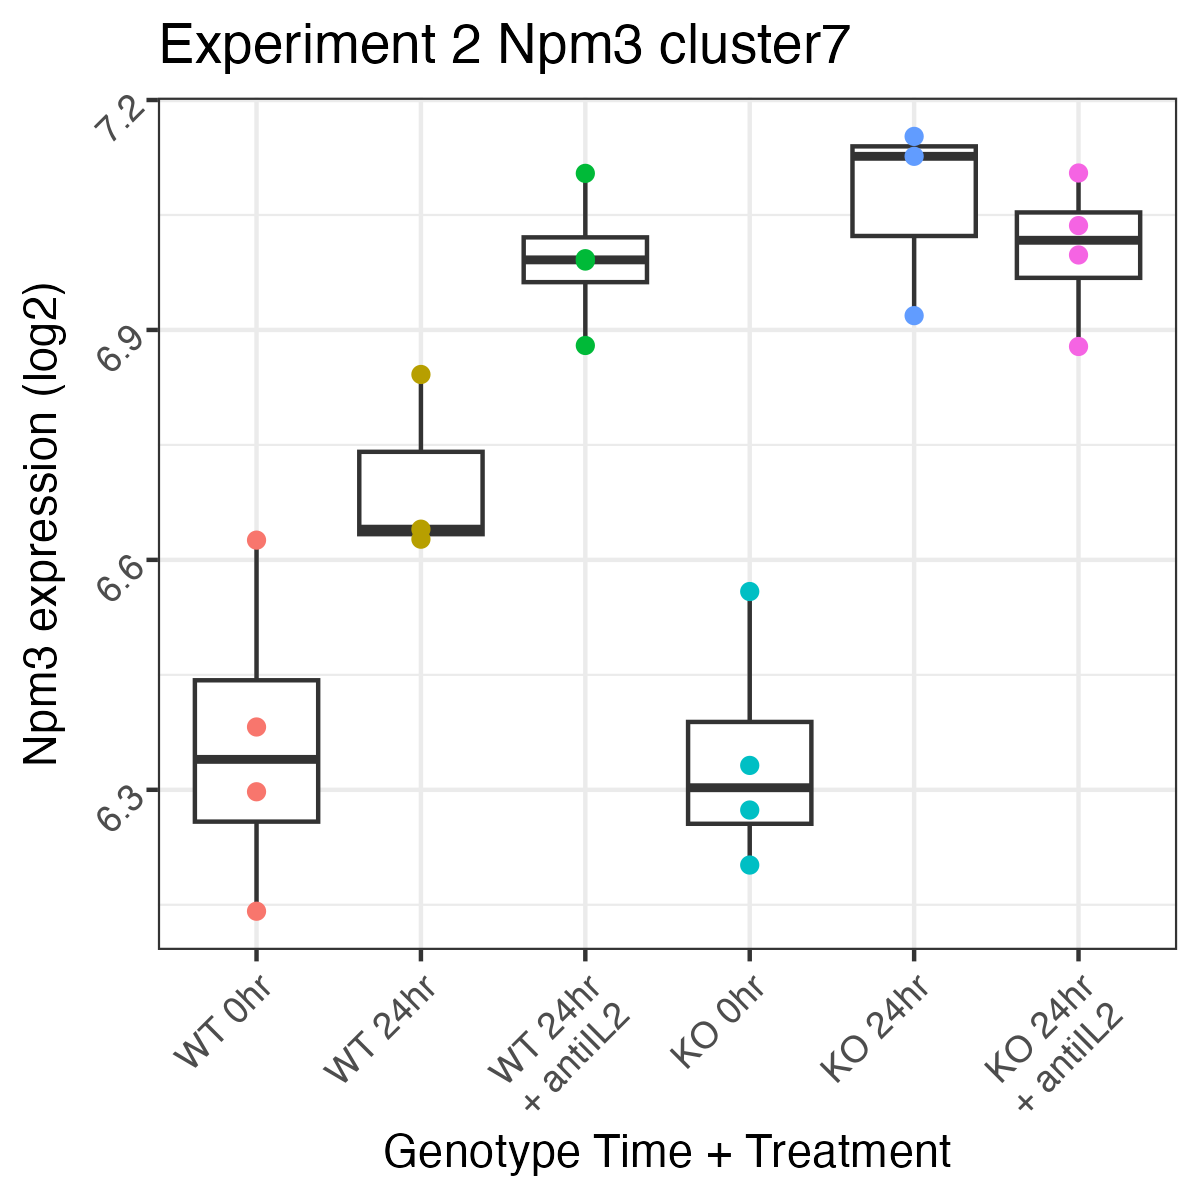 Experiment 2 Npm3 cluster7
Npm3 expression (log2)
7.2
6.9
6.6
6.3
WT 0hr
WT 24hr
WT 24hr
+ antiIL2
KO 0hr
KO 24hr
KO 24hr
+ antiIL2
Genotype Time + Treatment